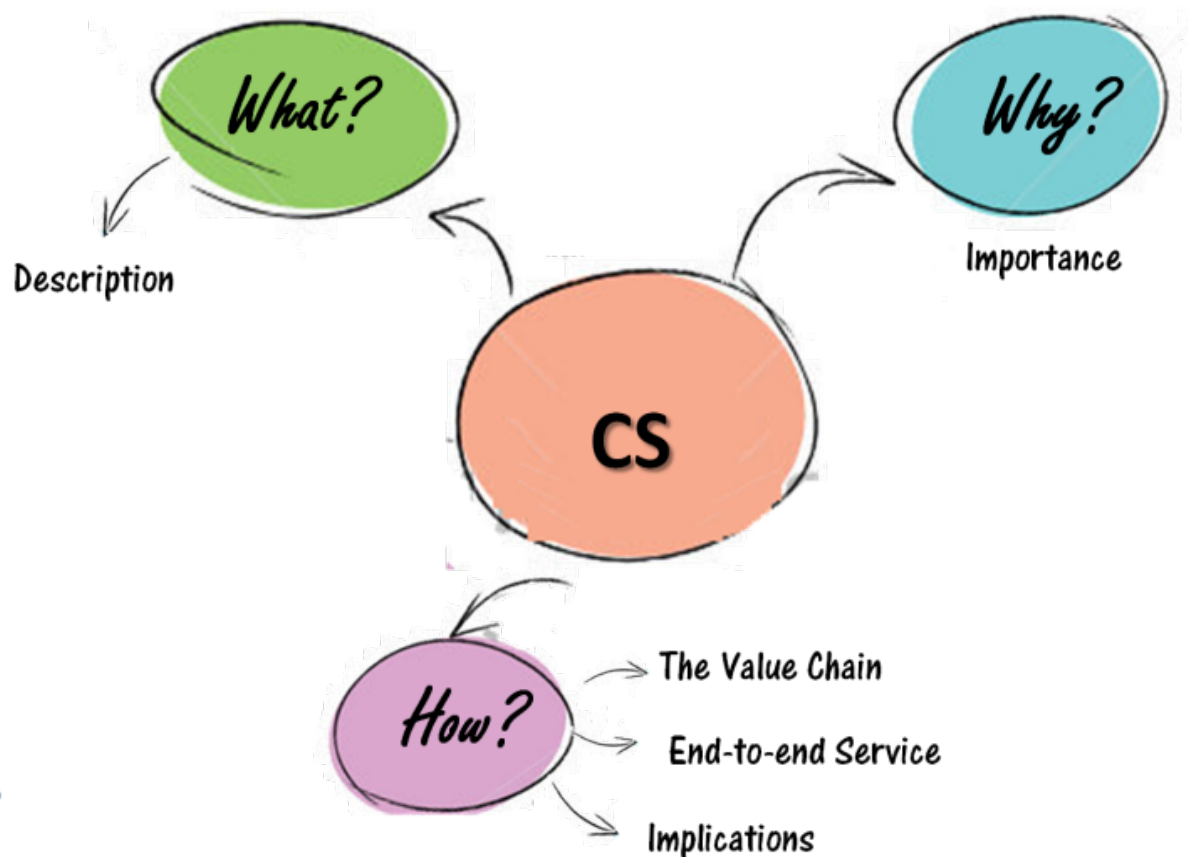 What?
Why?
Description
Importance
CS
How?
The Value Chain
End-to-end Service
Implications